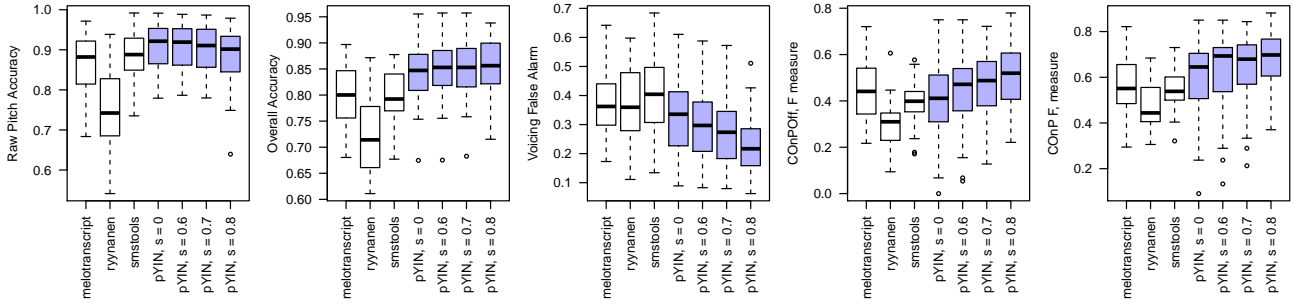 Raw Pitch Accuracy
1.0
0.9
0.8
0.7
0.6
melotranscript
ryynanen
smstools
pYIN, s = 0
pYIN, s = 0.6
pYIN, s = 0.7
pYIN, s = 0.8
Overall Accuracy
0.95
0.90
0.85
0.80
0.75
0.70
0.65
0.60
melotranscript
ryynanen
smstools
pYIN, s = 0
pYIN, s = 0.6
pYIN, s = 0.7
pYIN, s = 0.8
Voicing False Alarm
0.7
0.6
0.5
0.4
0.3
0.2
0.1
melotranscript
ryynanen
smstools
pYIN, s = 0
pYIN, s = 0.6
pYIN, s = 0.7
pYIN, s = 0.8
COnPOff, F measure
0.8
0.6
0.4
0.2
0.0
melotranscript
ryynanen
smstools
pYIN, s = 0
pYIN, s = 0.6
pYIN, s = 0.7
pYIN, s = 0.8
COnP F, measure
0.8
0.6
0.4
0.2
melotranscript
ryynanen
smstools
pYIN, s = 0
pYIN, s = 0.6
pYIN, s = 0.7
pYIN, s = 0.8